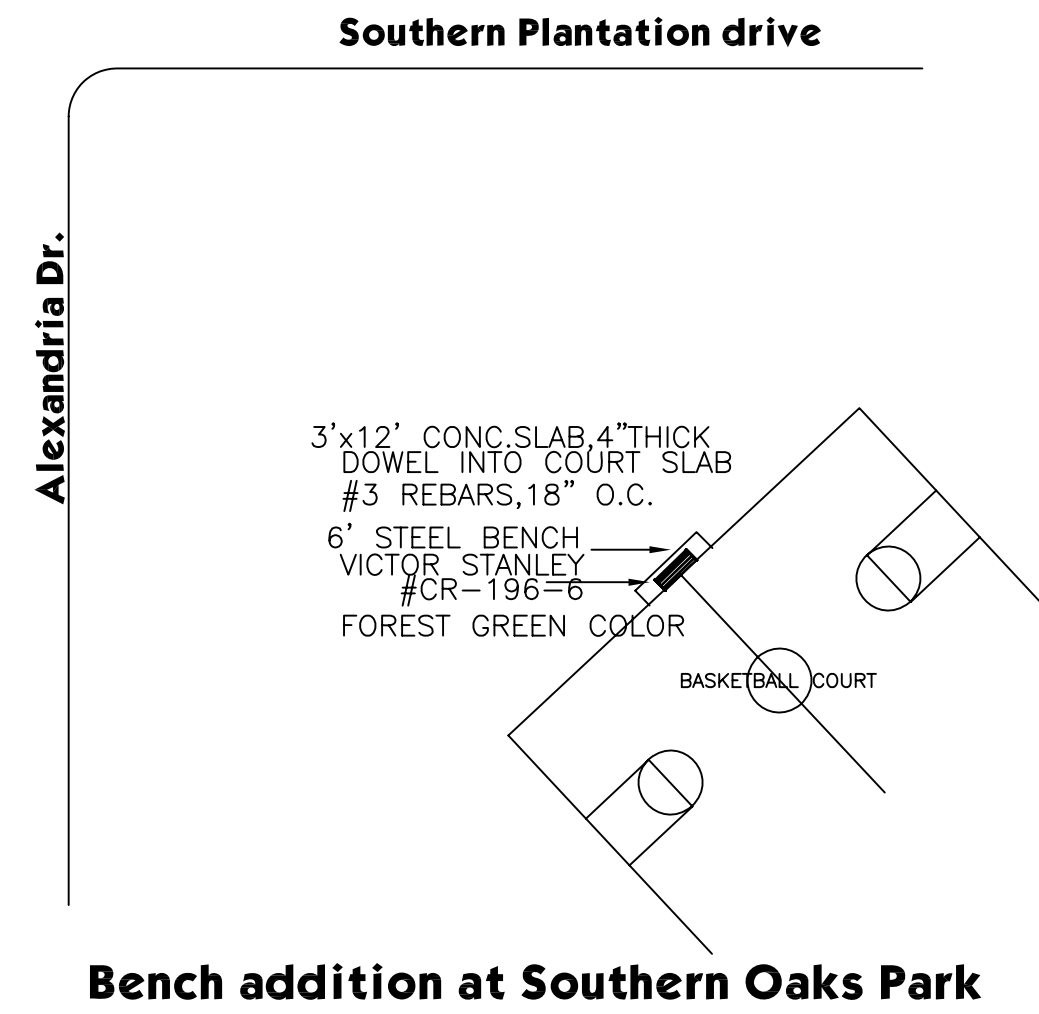 Southern Plantation drive
Alexandria Dr.
3'x12' CONC.SLAB,4"THICK
DOWEL INTO COURT SLAB
#3 REBARS,18" O.C.
6' STEEL BENCH
VICTOR STANLEY
#CR-196-6
FOREST GREEN COLOR
BASKETBALL COURT
Bench addition at Southern Oaks Park